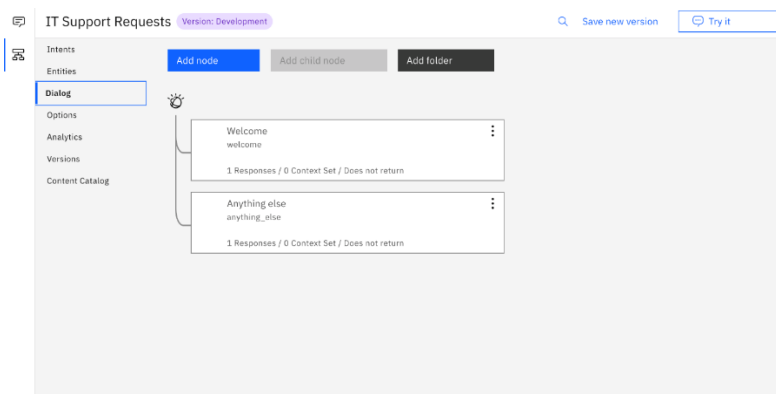 IT Support Requests
Version: Development
Save new version
Try it
Intents
Entities
Dialog
Options
Analytics
Versions
Content Catalog
Add node
Add child node
Add folder
Welcome
welcome
1 Responses / 0 Context Set / Does not return
Anything else
anything_else
1 Responses / 0 Context Set / Does not return